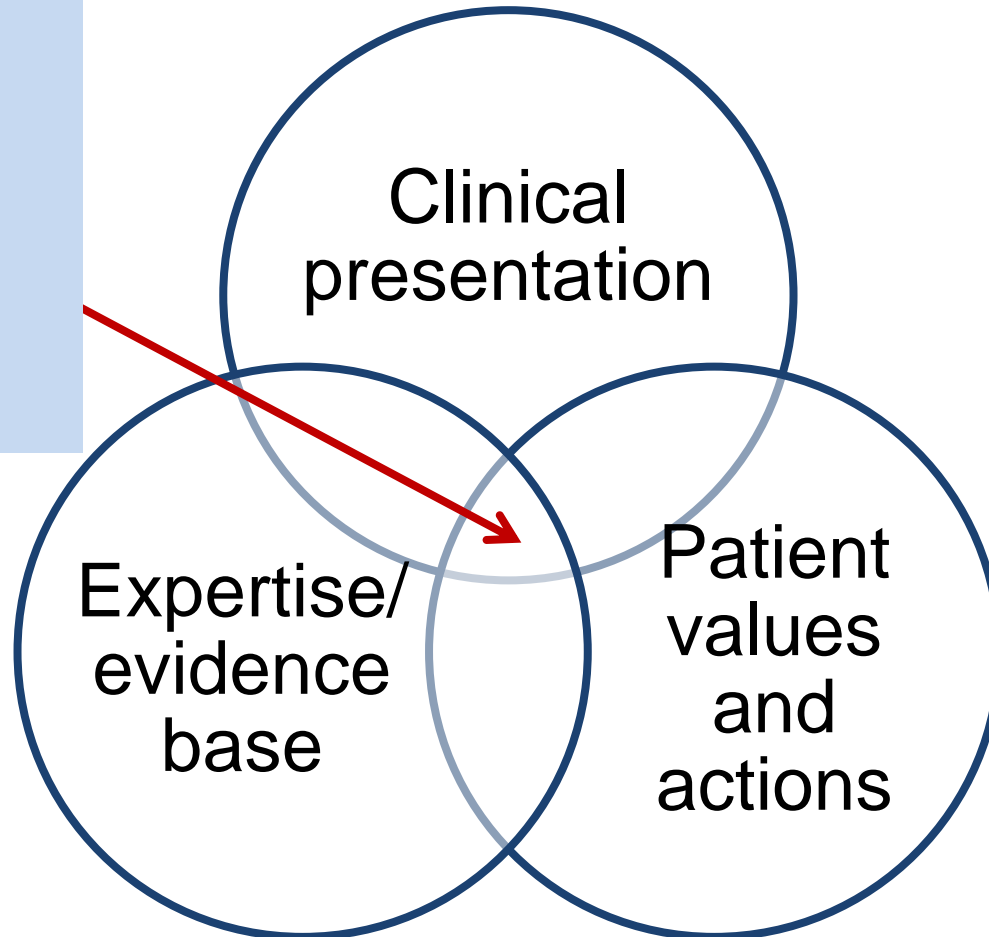 Clinical
presentation
Expertise/
evidence
base
Patient
values
and
actions